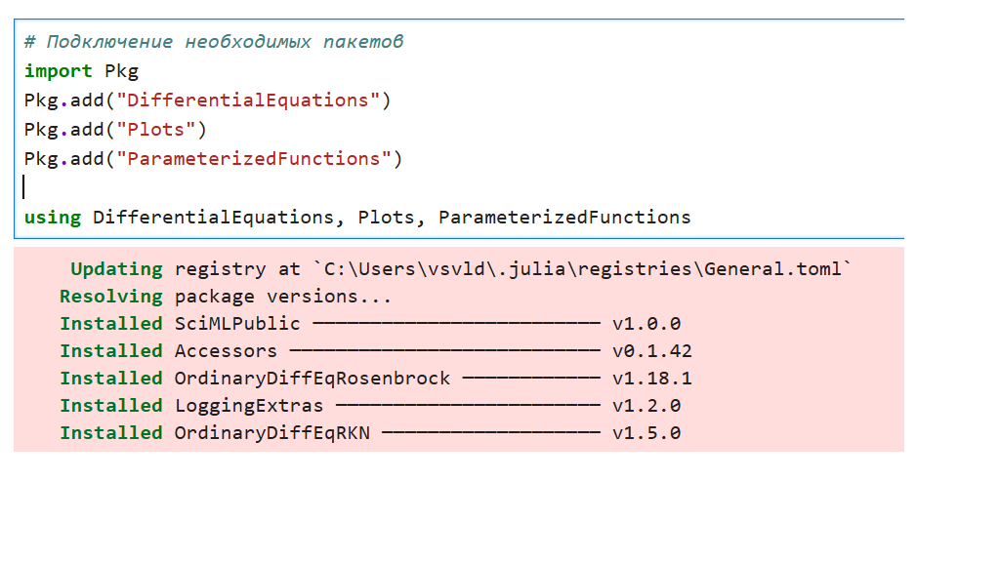 # Подключение необходимых пакетов
import Pkg
Pkg.add("DifferentialEquations")
Pkg.add("Plots")
Pkg.add("ParameterizedFunctions")
using DifferentialEquations, Plots, ParameterizedFunctions
Updating registry at `C:\Users\vsvld\.julia\registries\General.toml`
Resolving package versions...
Installed SciMLPublic ───────────────────────── v1.0.0
Installed Accessors ─────────────────────────── v0.1.42
Installed OrdinaryDiffEqRosenbrock ──────────── v1.18.1
Installed LoggingExtras ─────────────────────── v1.2.0
Installed OrdinaryDiffEqRKN ─────────────────── v1.5.0